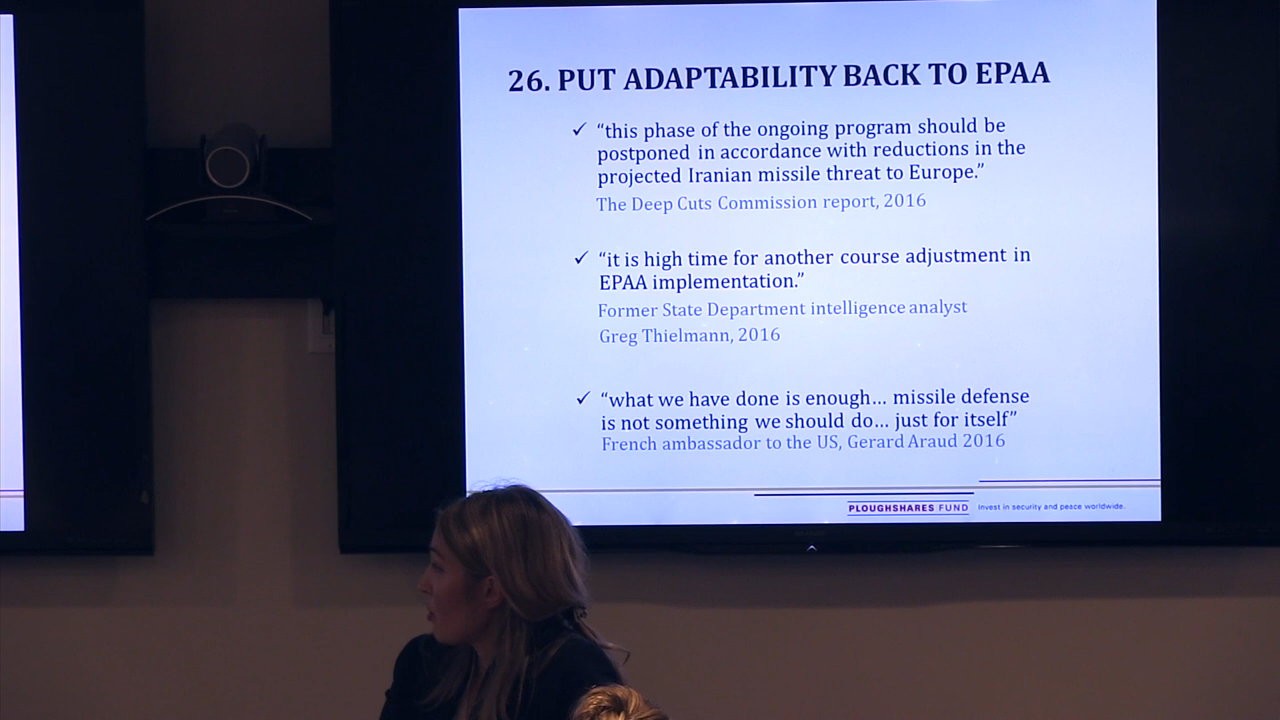 26. PUT ADAPTABILITY BACK TO EPAA
✓ “this phase of the ongoing program should be
postponed in accordance with reductions in the
projected Iranian missile threat to Europe.”
The Deep Cuts Commission report, 2016
✓ “it is high time for another course adjustment in
EPAA implementation.”
Former State Department intelligence analyst
Greg Thielmann, 2016
✓ “what we have done is enough… missile defense
is not something we should do… just for itself”
French ambassador to the US, Gerard Araud 2016
PLOUGHSHARES FUND Invest in security and peace worldwide.